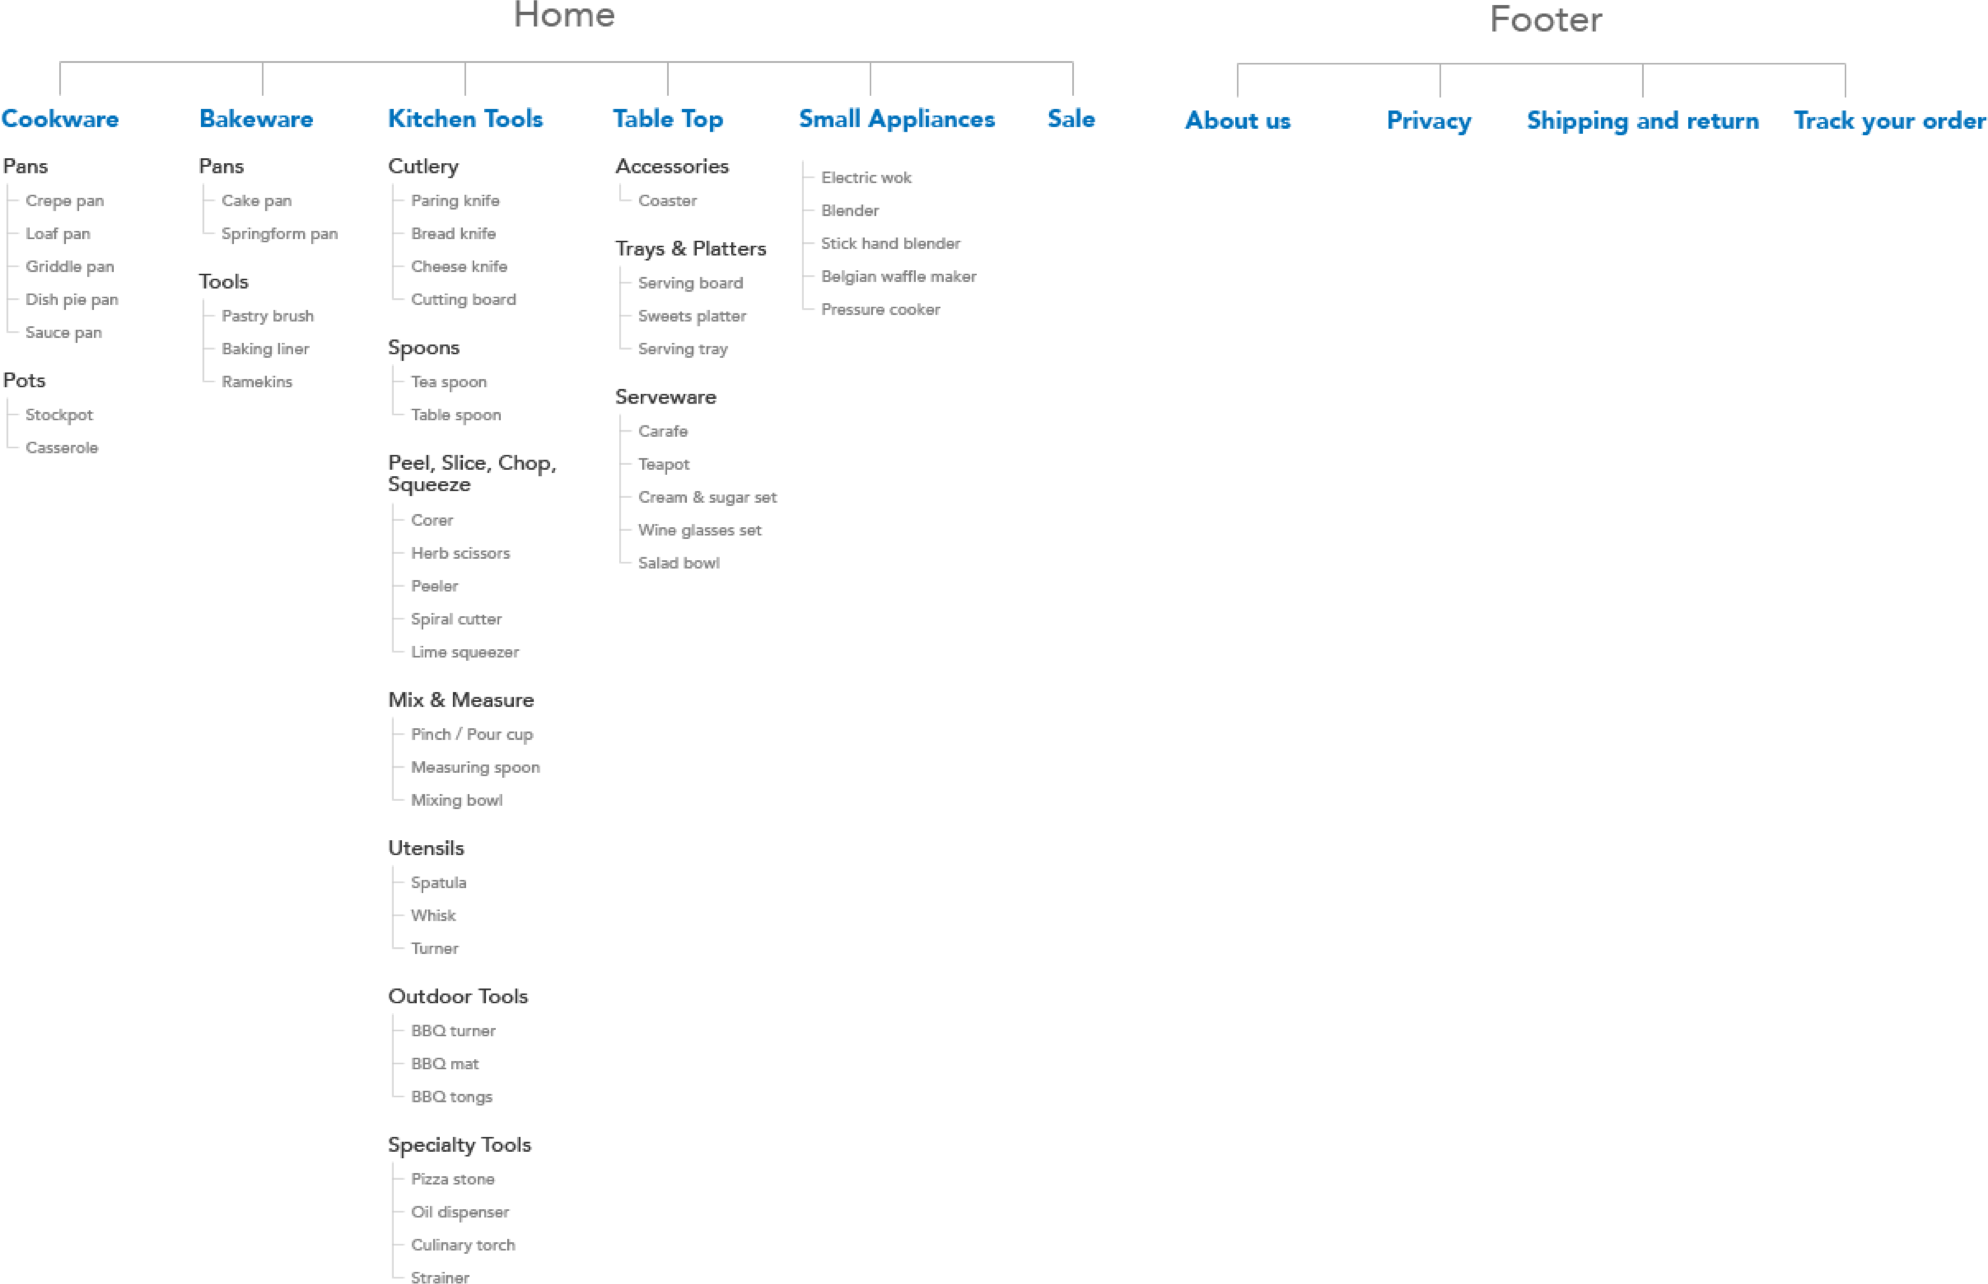 Home
Cookware
Bakeware
Kitchen Tools
Table Top
Small Appliances
Sale
Pans
Crepe pan
Loaf pan
Griddle pan
Dish pie pan
Sauce pan
Pots
Stockpot
Casserole
Pans
Cake pan
Springform pan
Tools
Pastry brush
Baking liner
Ramekins
Cutlery
Paring knife
Bread knife
Cheese knife
Cutting board
Spoons
Tea spoon
Table spoon
Peel, Slice, Chop,
Squeeze
Corer
Herb scissors
Peeler
Spiral cutter
Lime squeezer
Mix & Measure
Pinch / Pour cup
Measuring spoon
Mixing bowl
Utensils
Spatula
Whisk
Turner
Outdoor Tools
BBQ turner
BBQ mat
BBQ tongs
Specialty Tools
Pizza stone
Oil dispenser
Culinary torch
Strainer
Accessories
Coaster
Trays & Platters
Serving board
Sweets platter
Serving tray
Serveware
Carafe
Teapot
Cream & sugar set
Wine glasses set
Salad bowl
Electric wok
Blender
Stick hand blender
Belgian waffle maker
Pressure cooker
Footer
About us
Privacy
Shipping and return
Track your order